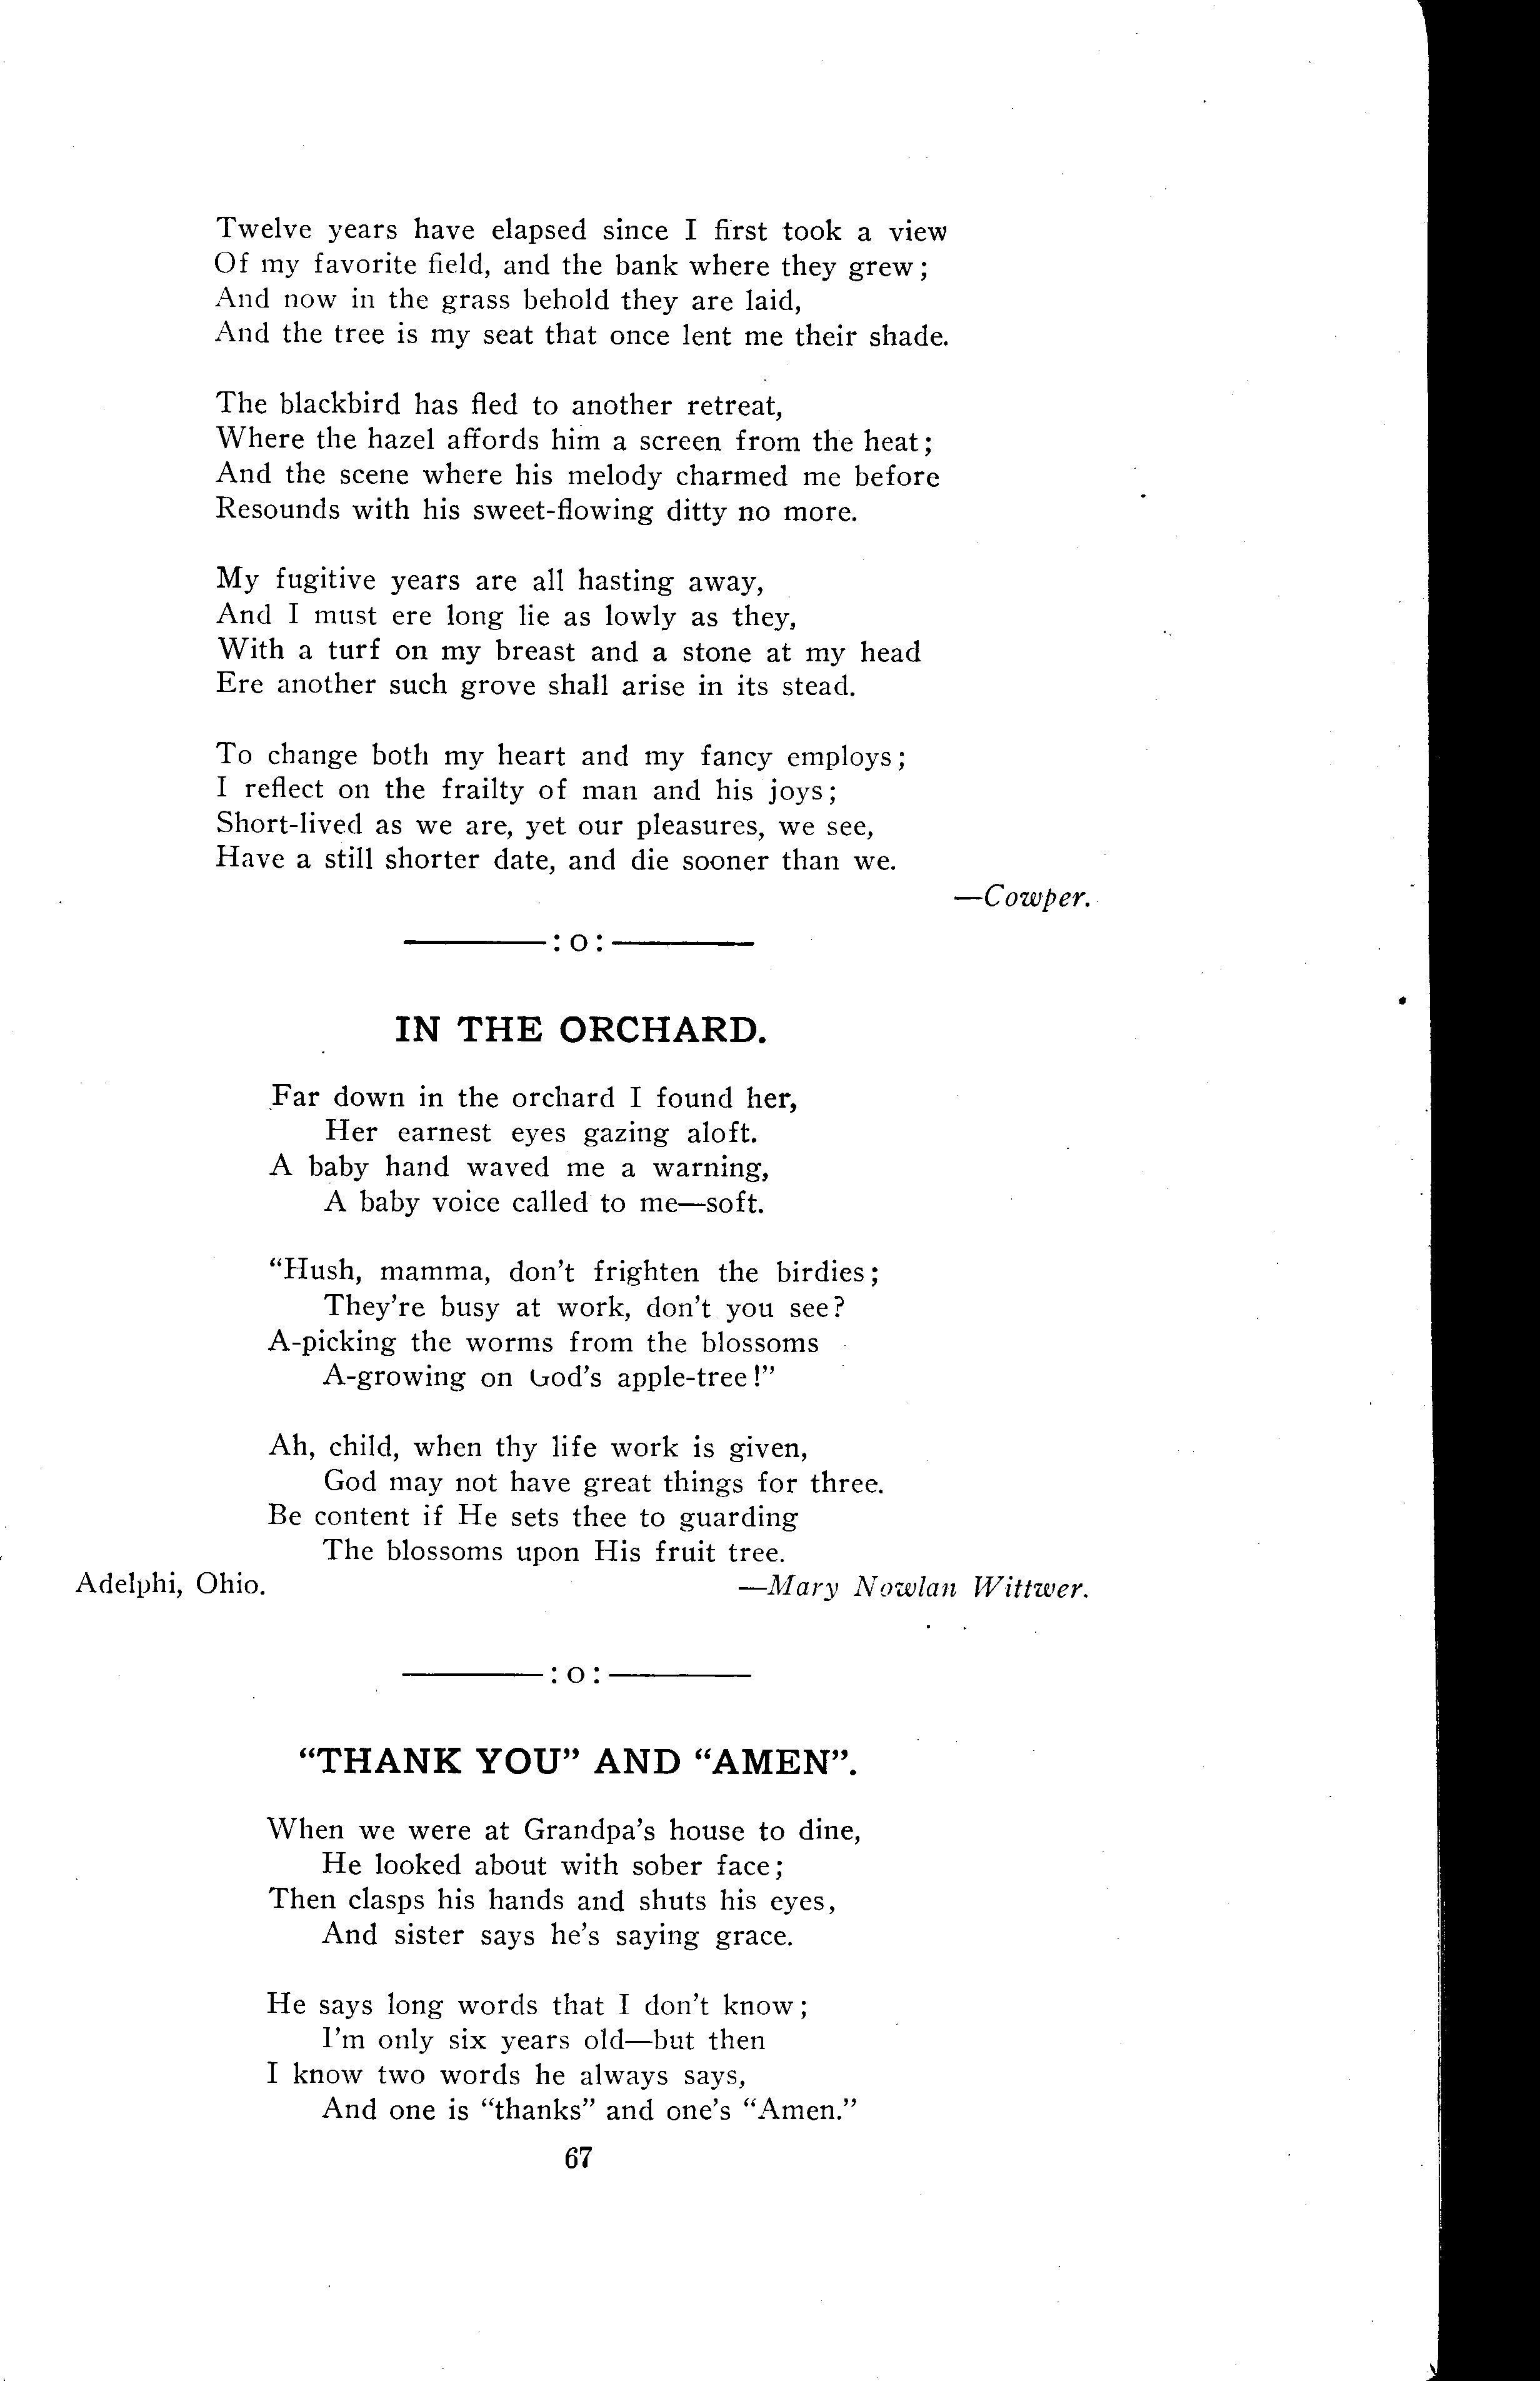 Twelve years have elapsed since I first took a view
Of my favorite field, and the bank where they grew;
And now in the grass behold they are laid,
And the tree is my seat that once lent me their shade.

The blackbird has fled to another retreat,
Where the hazel affords him a screen from the heat;
And the scene where his melody charmed me before
Resounds with his sweet-flowing ditty no more.

My fugitive years are all hasting away,
And I must ere long lie as lowly as they,
With a turf on my breast and a stone at my head
Ere another such grove shall arise in its stead.

To change both my heart and my fancy employs;
I reflect on the frailty of man and his joys;
Short-lived as we are, yet our pleasures, we see,
Have a still shorter date, and die sooner than we.
—Cowper.
———:o:———
IN THE ORCHARD.
Far down in the orchard I found her,
Her earnest eyes gazing aloft.
A baby hand waved me a warning,
A baby voice called to me—soft.

"Hush, mamma, don't frighten the birdies;
They're busy at work, don't you see?
A-picking the worms from the blossoms
A-growing on God's apple-tree!"

Ah, child, when thy life work is given,
God may not have great things for three.
Be content if He sets thee to guarding
The blossoms upon His fruit tree.
Adelphi, Ohio. —Mary Nowlan Wittwer.
———:o:———
"THANK YOU" AND "AMEN".
When we were at Grandpa's house to dine,
He looked about with sober face;
Then clasps his hands and shuts his eyes,
And sister says he's saying grace.

He says long words that I don't know;
I'm only six years old—but then
I know two words he always says,
And one is "thanks" and one's "Amen."
67